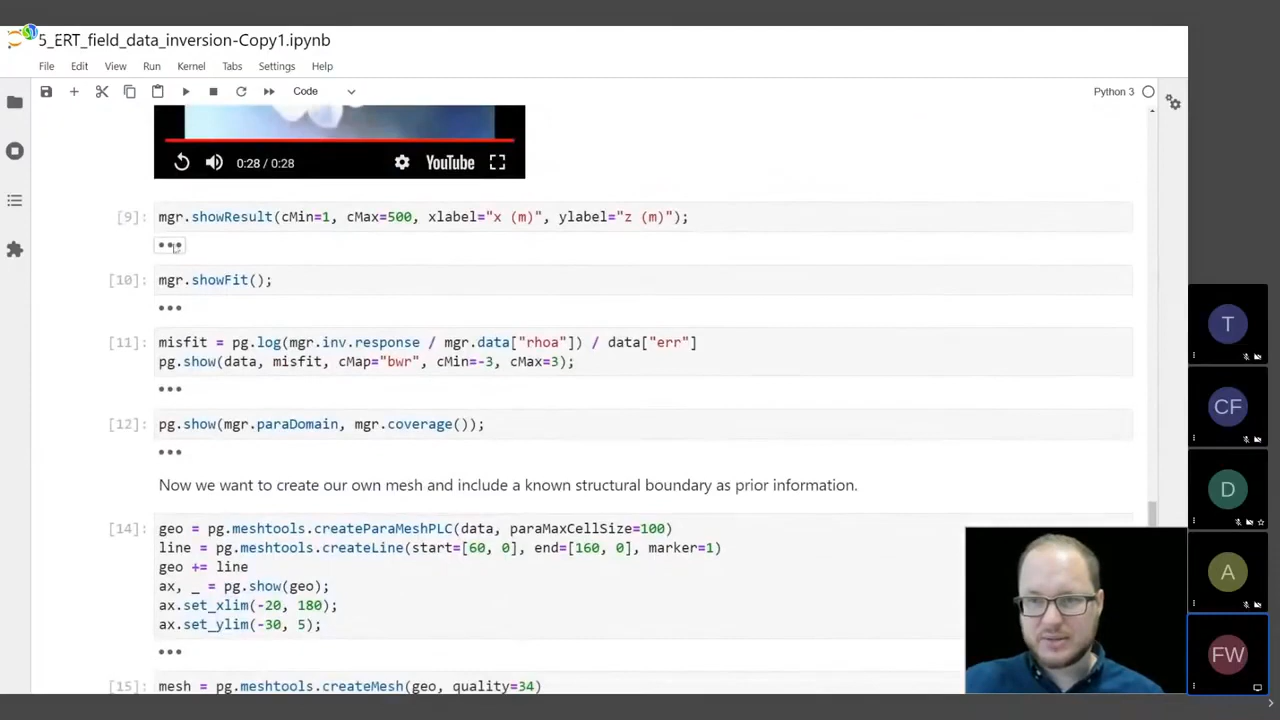 5_ERT_field_data_inversion-Copy1.ipynb
File Edit View Run Kernel Tabs Settings Help
Code
Python 3
0:28 / 0:28
YouTube
[9]: mgr.showResult(cMin=1, cMax=500, xlabel="x (m)", ylabel="z (m)");
[10]: mgr.showFit();
[11]: misfit = pg.log(mgr.inv.response / mgr.data["rhoa"]) / data["err"]
pg.show(data, misfit, cMap="bwr", cMin=-3, cMax=3);
[12]: pg.show(mgr.paraDomain, mgr.coverage());
Now we want to create our own mesh and include a known structural boundary as prior information.
[14]: geo = pg.meshtools.createParaMeshPLC(data, paraMaxCellSize=100)
line = pg.meshtools.createLine(start=[60, 0], end=[160, 0], marker=1)
geo += line
ax, _ = pg.show(geo);
ax.set_xlim(-20, 180);
ax.set_ylim(-30, 5);
[15]: mesh = pg.meshtools.createMesh(geo, quality=34)
T
CF
D
A
FW